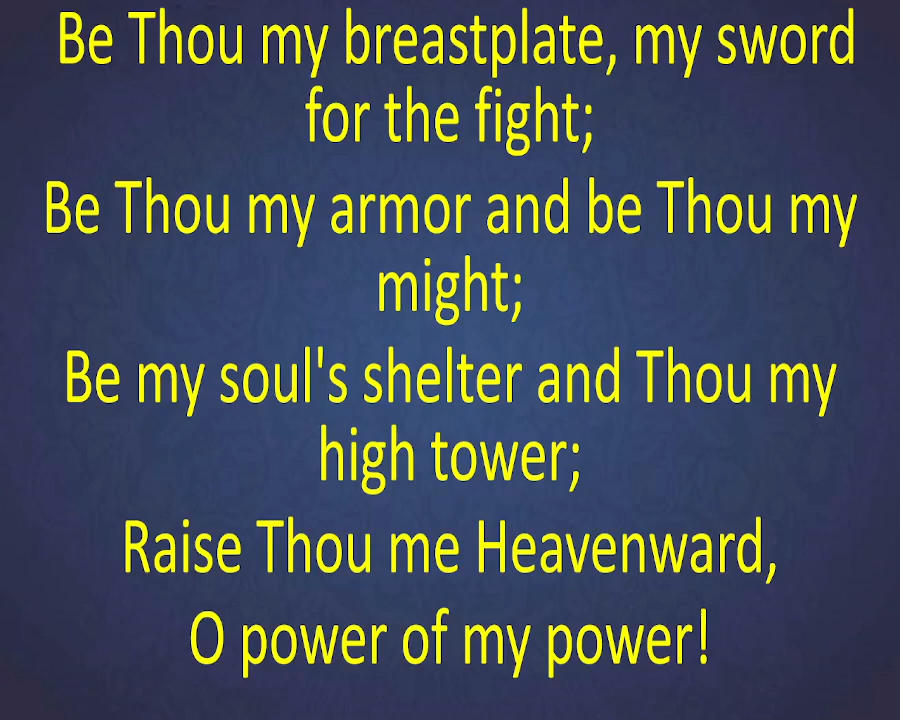 Be Thou my breastplate, my sword
for the fight;
Be Thou my armor and be Thou my
might;
Be my soul's shelter and Thou my
high tower;
Raise Thou me Heavenward,
O power of my power!